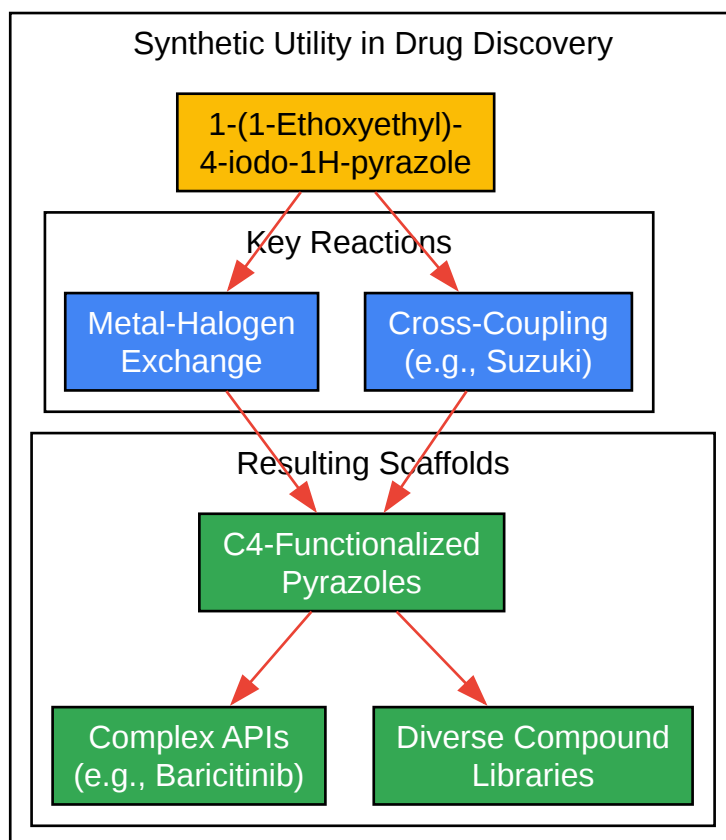 Synthetic Utility in Drug Discovery
1-(1-Ethoxyethyl)-
4-iodo-1H-pyrazole
Key Reactions
Metal-Halogen
Exchange
Cross-Coupling
(e.g., Suzuki)
Resulting Scaffolds
C4-Functionalized
Pyrazoles
Complex APIs
(e.g., Baricitinib)
Diverse Compound
Libraries